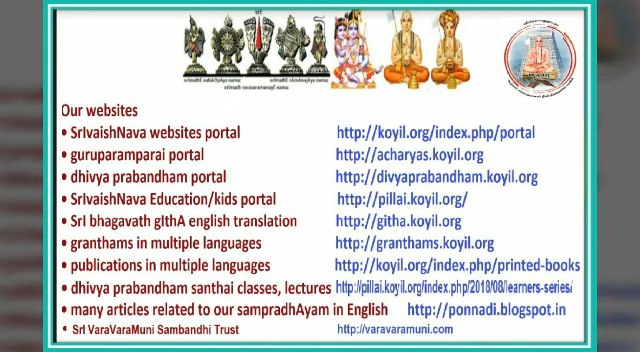 Our websites
• SrIvaishNava websites portal http://koyil.org/index.php/portal
• guruparamparai portal http://acharyas.koyil.org
• dhivya prabandham portal http://divyaprabandham.koyil.org
• SrIvaishNava Education/kids portal http://pillai.koyil.org/
• SrI bhagavath gIthA english translation http://githa.koyil.org
• granthams in multiple languages http://granthams.koyil.org
• publications in multiple languages http://koyil.org/index.php/printed-books
• dhivya prabandham santhai classes, lectures http://pillai.koyil.org/index.php/2018/08/learners-series/
• many articles related to our sampradhAyam in English http://ponnadi.blogspot.in
• SrI VaraVaraMuni Sambandhi Trust http://varavaramuni.com